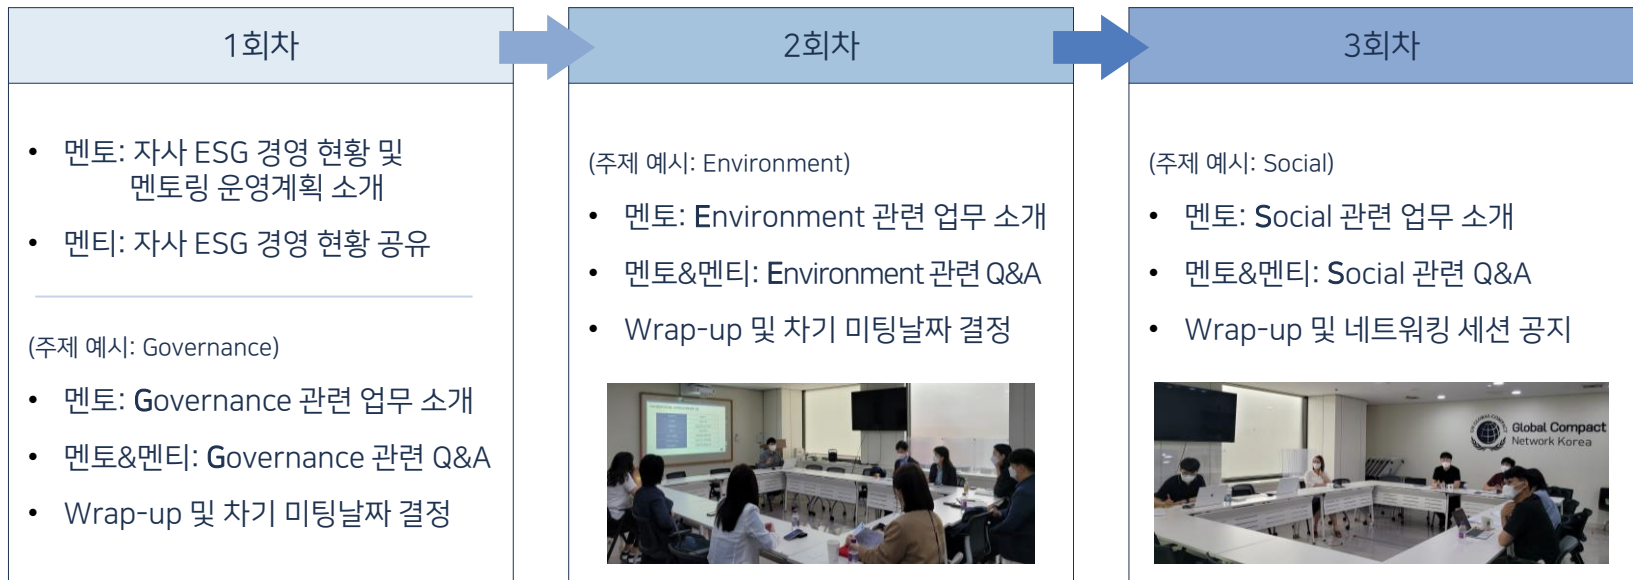 1회차
• 멘토: 자사 ESG 경영 현황 및
멘토링 운영계획 소개
• 멘티: 자사 ESG 경영 현황 공유
(주제 예시: Governance)
• 멘토: Governance 관련 업무 소개
• 멘토&멘티: Governance 관련 Q&A
• Wrap-up 및 차기 미팅날짜 결정
2회차
(주제 예시: Environment)
• 멘토: Environment 관련 업무 소개
• 멘토&멘티: Environment 관련 Q&A
• Wrap-up 및 차기 미팅날짜 결정
3회차
(주제 예시: Social)
• 멘토: Social 관련 업무 소개
• 멘토&멘티: Social 관련 Q&A
• Wrap-up 및 네트워킹 세션 공지
Global Compact
Network Korea